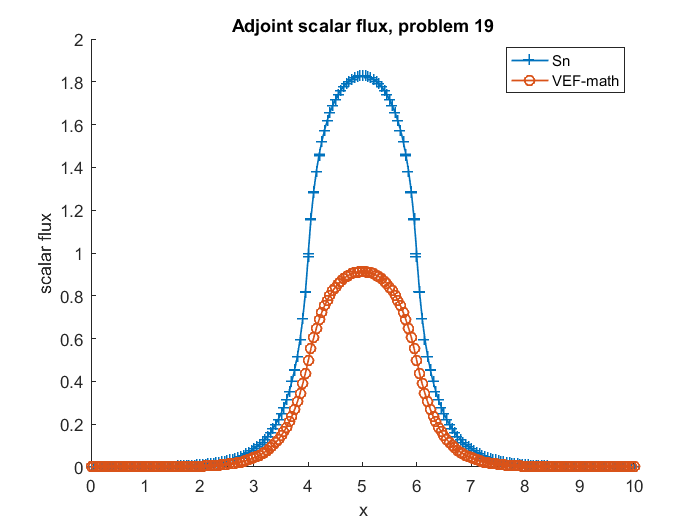 Adjoint scalar flux, problem 19
Sn
VEF-math
scalar flux
2
1.8
1.6
1.4
1.2
1
0.8
0.6
0.4
0.2
0
0 1 2 3 4 5 6 7 8 9 10
x